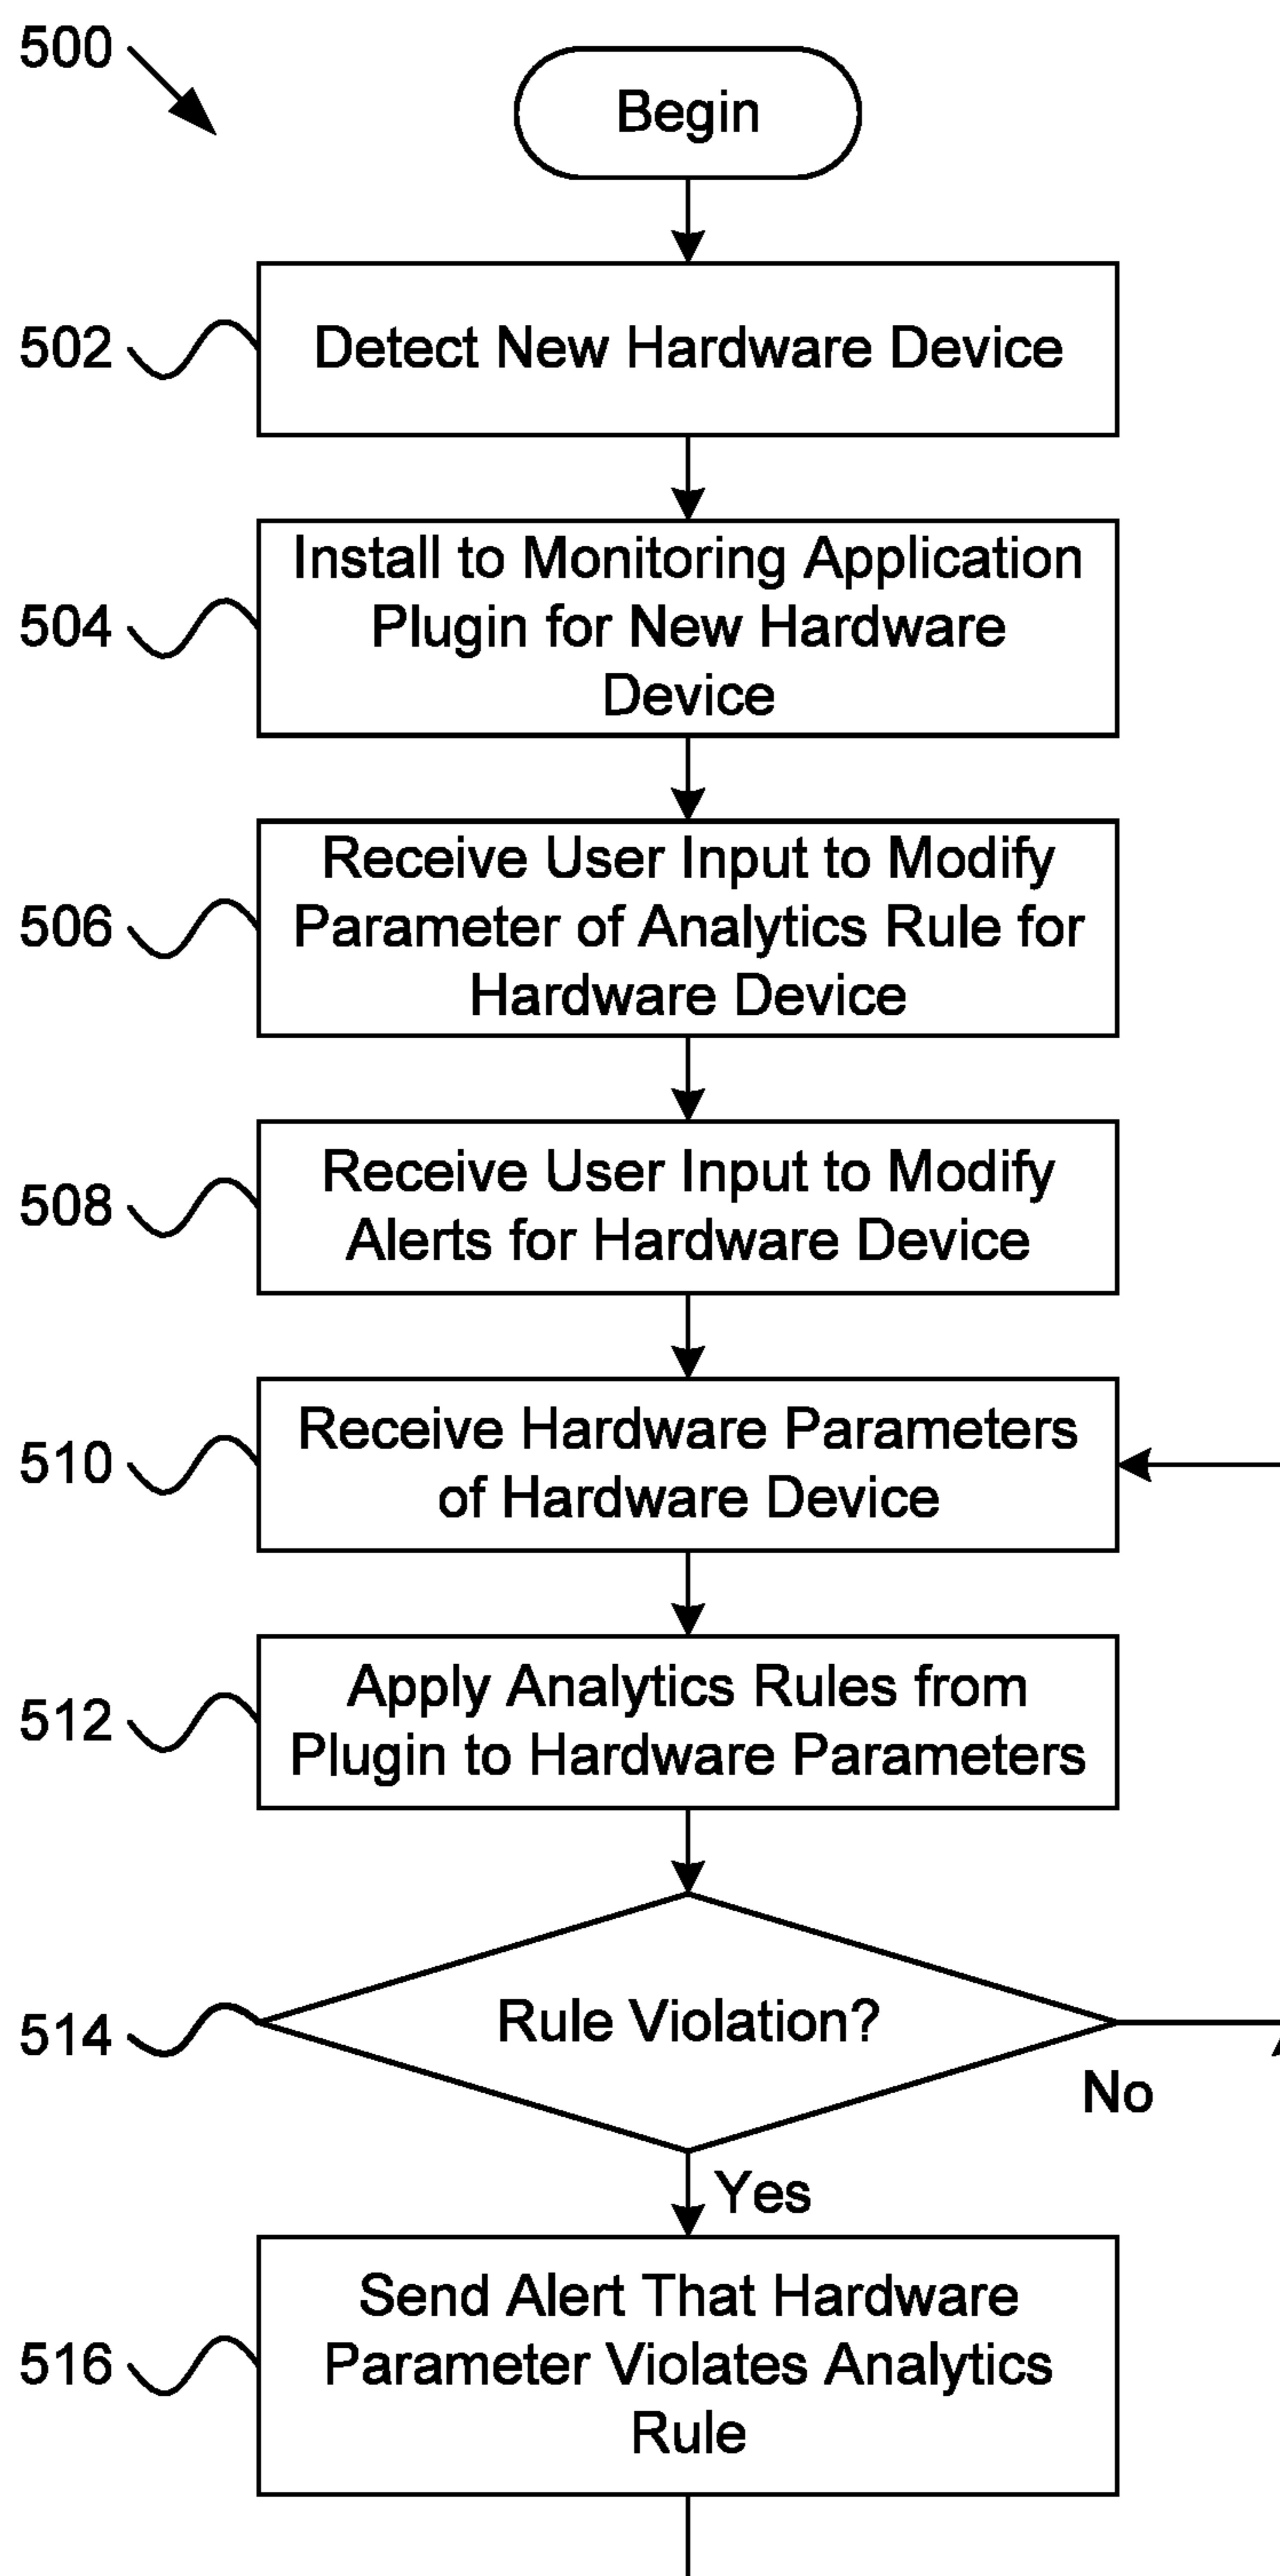 500
Begin
502
Detect New Hardware Device
504
Install to Monitoring Application
Plugin for New Hardware
Device
506
Receive User Input to Modify
Parameter of Analytics Rule for
Hardware Device
508
Receive User Input to Modify
Alerts for Hardware Device
510
Receive Hardware Parameters
of Hardware Device
512
Apply Analytics Rules from
Plugin to Hardware Parameters
514
Rule Violation?
No
Yes
516
Send Alert That Hardware
Parameter Violates Analytics
Rule